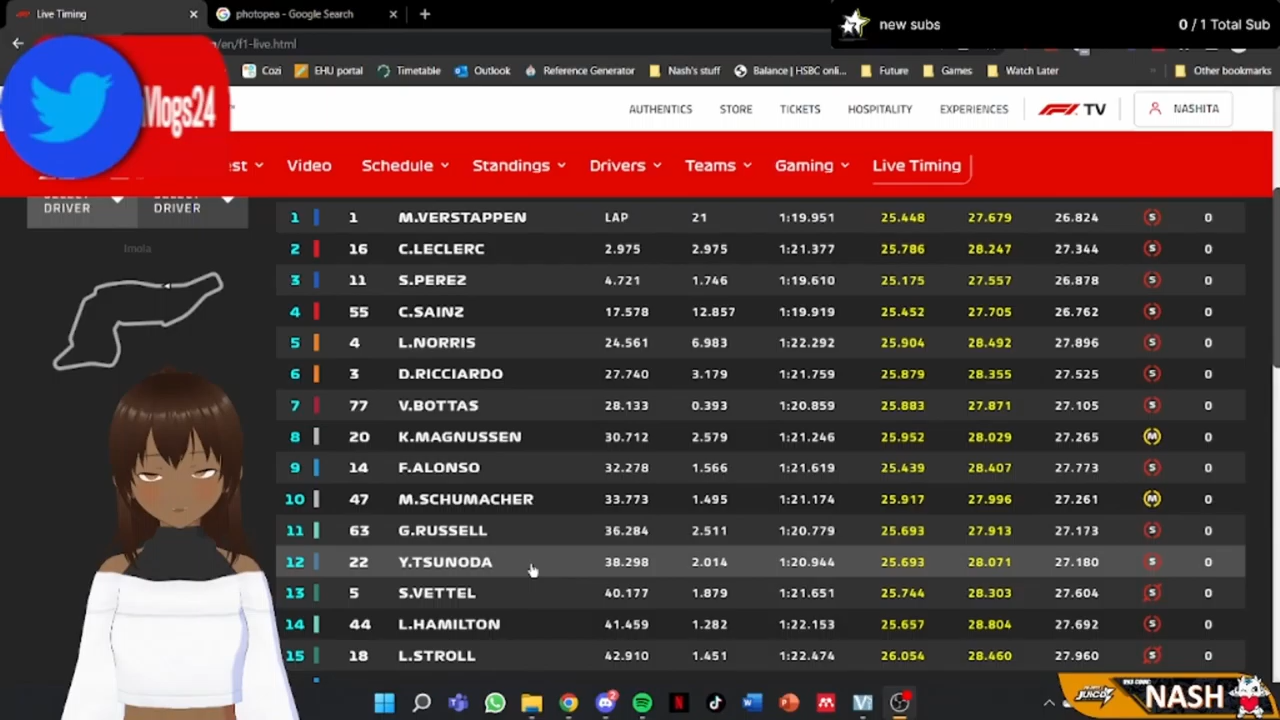 Live Timing
photopea - Google Search
new subs
0 / 1 Total Sub
/en/f1-live.html
Cozi
EHU portal
Timetable
Outlook
Reference Generator
Nash's stuff
Balance | HSBC onli...
Future
Games
Watch Later
Other bookmarks
AUTHENTICS STORE TICKETS HOSPITALITY EXPERIENCES F1 TV NASHITA
Video Schedule Standings Drivers Teams Gaming Live Timing
DRIVER DRIVER
Imola
1 1 M.VERSTAPPEN LAP 21 1:19.951 25.448 27.679 26.824 S 0
2 16 C.LECLERC 2.975 2.975 1:21.377 25.786 28.247 27.344 S 0
3 11 S.PEREZ 4.721 1.746 1:19.610 25.175 27.557 26.878 S 0
4 55 C.SAINZ 17.578 12.857 1:19.919 25.452 27.705 26.762 S 0
5 4 L.NORRIS 24.561 6.983 1:22.292 25.904 28.492 27.896 S 0
6 3 D.RICCIARDO 27.740 3.179 1:21.759 25.879 28.355 27.525 S 0
7 77 V.BOTTAS 28.133 0.393 1:20.859 25.883 27.871 27.105 S 0
8 20 K.MAGNUSSEN 30.712 2.579 1:21.246 25.952 28.029 27.265 M 0
9 14 F.ALONSO 32.278 1.566 1:21.619 25.439 28.407 27.773 S 0
10 47 M.SCHUMACHER 33.773 1.495 1:21.174 25.917 27.996 27.261 M 0
11 63 G.RUSSELL 36.284 2.511 1:20.779 25.693 27.913 27.173 S 0
12 22 Y.TSUNODA 38.298 2.014 1:20.944 25.693 28.071 27.180 S 0
13 5 S.VETTEL 40.177 1.879 1:21.651 25.744 28.303 27.604 S 0
14 44 L.HAMILTON 41.459 1.282 1:22.153 25.657 28.804 27.692 S 0
15 18 L.STROLL 42.910 1.451 1:22.474 26.054 28.460 27.960 S 0
NASH